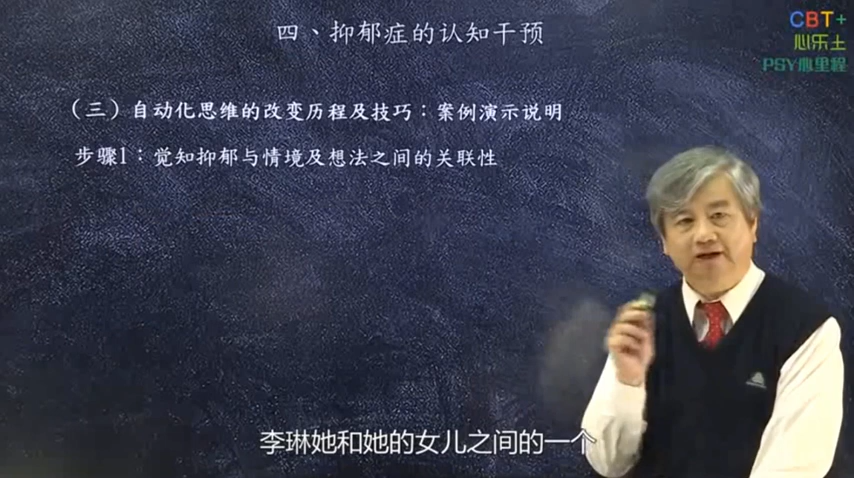 四、抑郁症的认知干预
CBT+
心乐土
PSY心里程
（三）自动化思维的改变历程及技巧：案例演示说明
步骤1：觉知抑郁与情境及想法之间的关联性
李琳她和她的女儿之间的一个